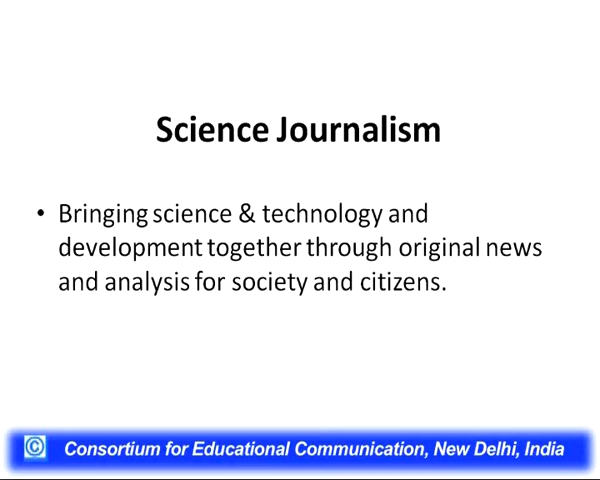 Science Journalism
• Bringing science & technology and
development together through original news
and analysis for society and citizens.
© Consortium for Educational Communication, New Delhi, India